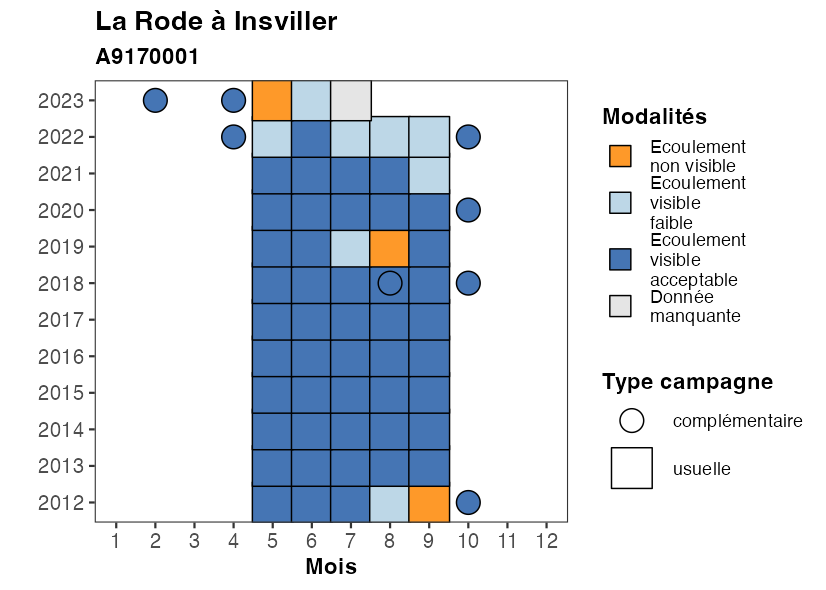 La Rode à Insviller
A9170001
2023
2022
2021
2020
2019
2018
2017
2016
2015
2014
2013
2012
1 2 3 4 5 6 7 8 9 10 11 12
Mois
Modalités
Ecoulement
non visible
Ecoulement
visible
faible
Ecoulement
visible
acceptable
Donnée
manquante
Type campagne
complémentaire
usuelle